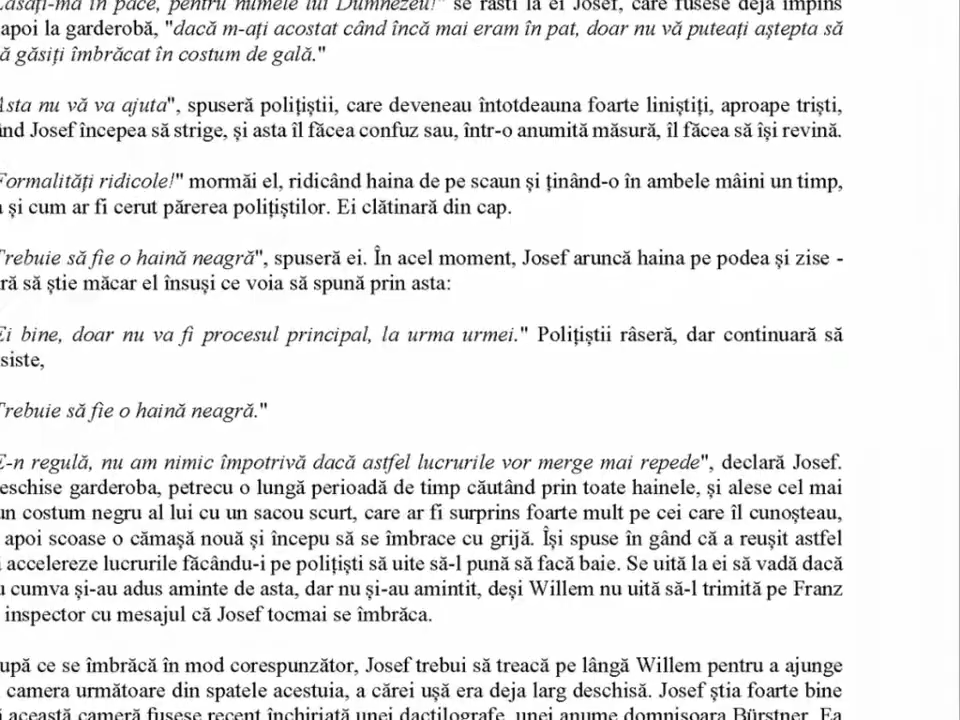 în pace, pentru numele lui Dumnezeu!" se răsti la ei Josef, care fusese deja împins
apoi la garderobă, "dacă m-ați acostat când încă mai eram în pat, doar nu vă puteați aștepta să
ă găsiți îmbrăcat în costum de gală."
Asta nu vă va ajuta", spuseră polițiștii, care deveneau întotdeauna foarte liniștiți, aproape triști,
ând Josef începea să strige, și asta îl făcea confuz sau, într-o anumită măsură, îl făcea să își revină.
Formalități ridicole!" mormăi el, ridicând haina de pe scaun și ținând-o în ambele mâini un timp,
a și cum ar fi cerut părerea polițiștilor. Ei clătinară din cap.
Trebuie să fie o haină neagră", spuseră ei. În acel moment, Josef aruncă haina pe podea și zise -
ră să știe măcar el însuși ce voia să spună prin asta:
Ei bine, doar nu va fi procesul principal, la urma urmei." Polițiștii râseră, dar continuară să
siste,
Trebuie să fie o haină neagră."
E-n regulă, nu am nimic împotrivă dacă astfel lucrurile vor merge mai repede", declară Josef.
eschise garderoba, petrecu o lungă perioadă de timp căutând prin toate hainele, și alese cel mai
un costum negru al lui cu un sacou scurt, care ar fi surprins foarte mult pe cei care îl cunoșteau,
apoi scoase o cămașă nouă și începu să se îmbrace cu grijă. Își spuse în gând că a reușit astfel
accelereze lucrurile făcându-i pe polițiști să uite să-l pună să facă baie. Se uită la ei să vadă dacă
u cumva și-au adus aminte de asta, dar nu și-au amintit, deși Willem nu uită să-l trimită pe Franz
inspector cu mesajul că Josef tocmai se îmbrăca.
upă ce se îmbrăcă în mod corespunzător, Josef trebui să treacă pe lângă Willem pentru a ajunge
camera următoare din spatele acestuia, a cărei ușă era deja larg deschisă. Josef știa foarte bine
ă această cameră fusese recent închiriată unei dactilografe, unei anume domnișoara Bürstner. Ea